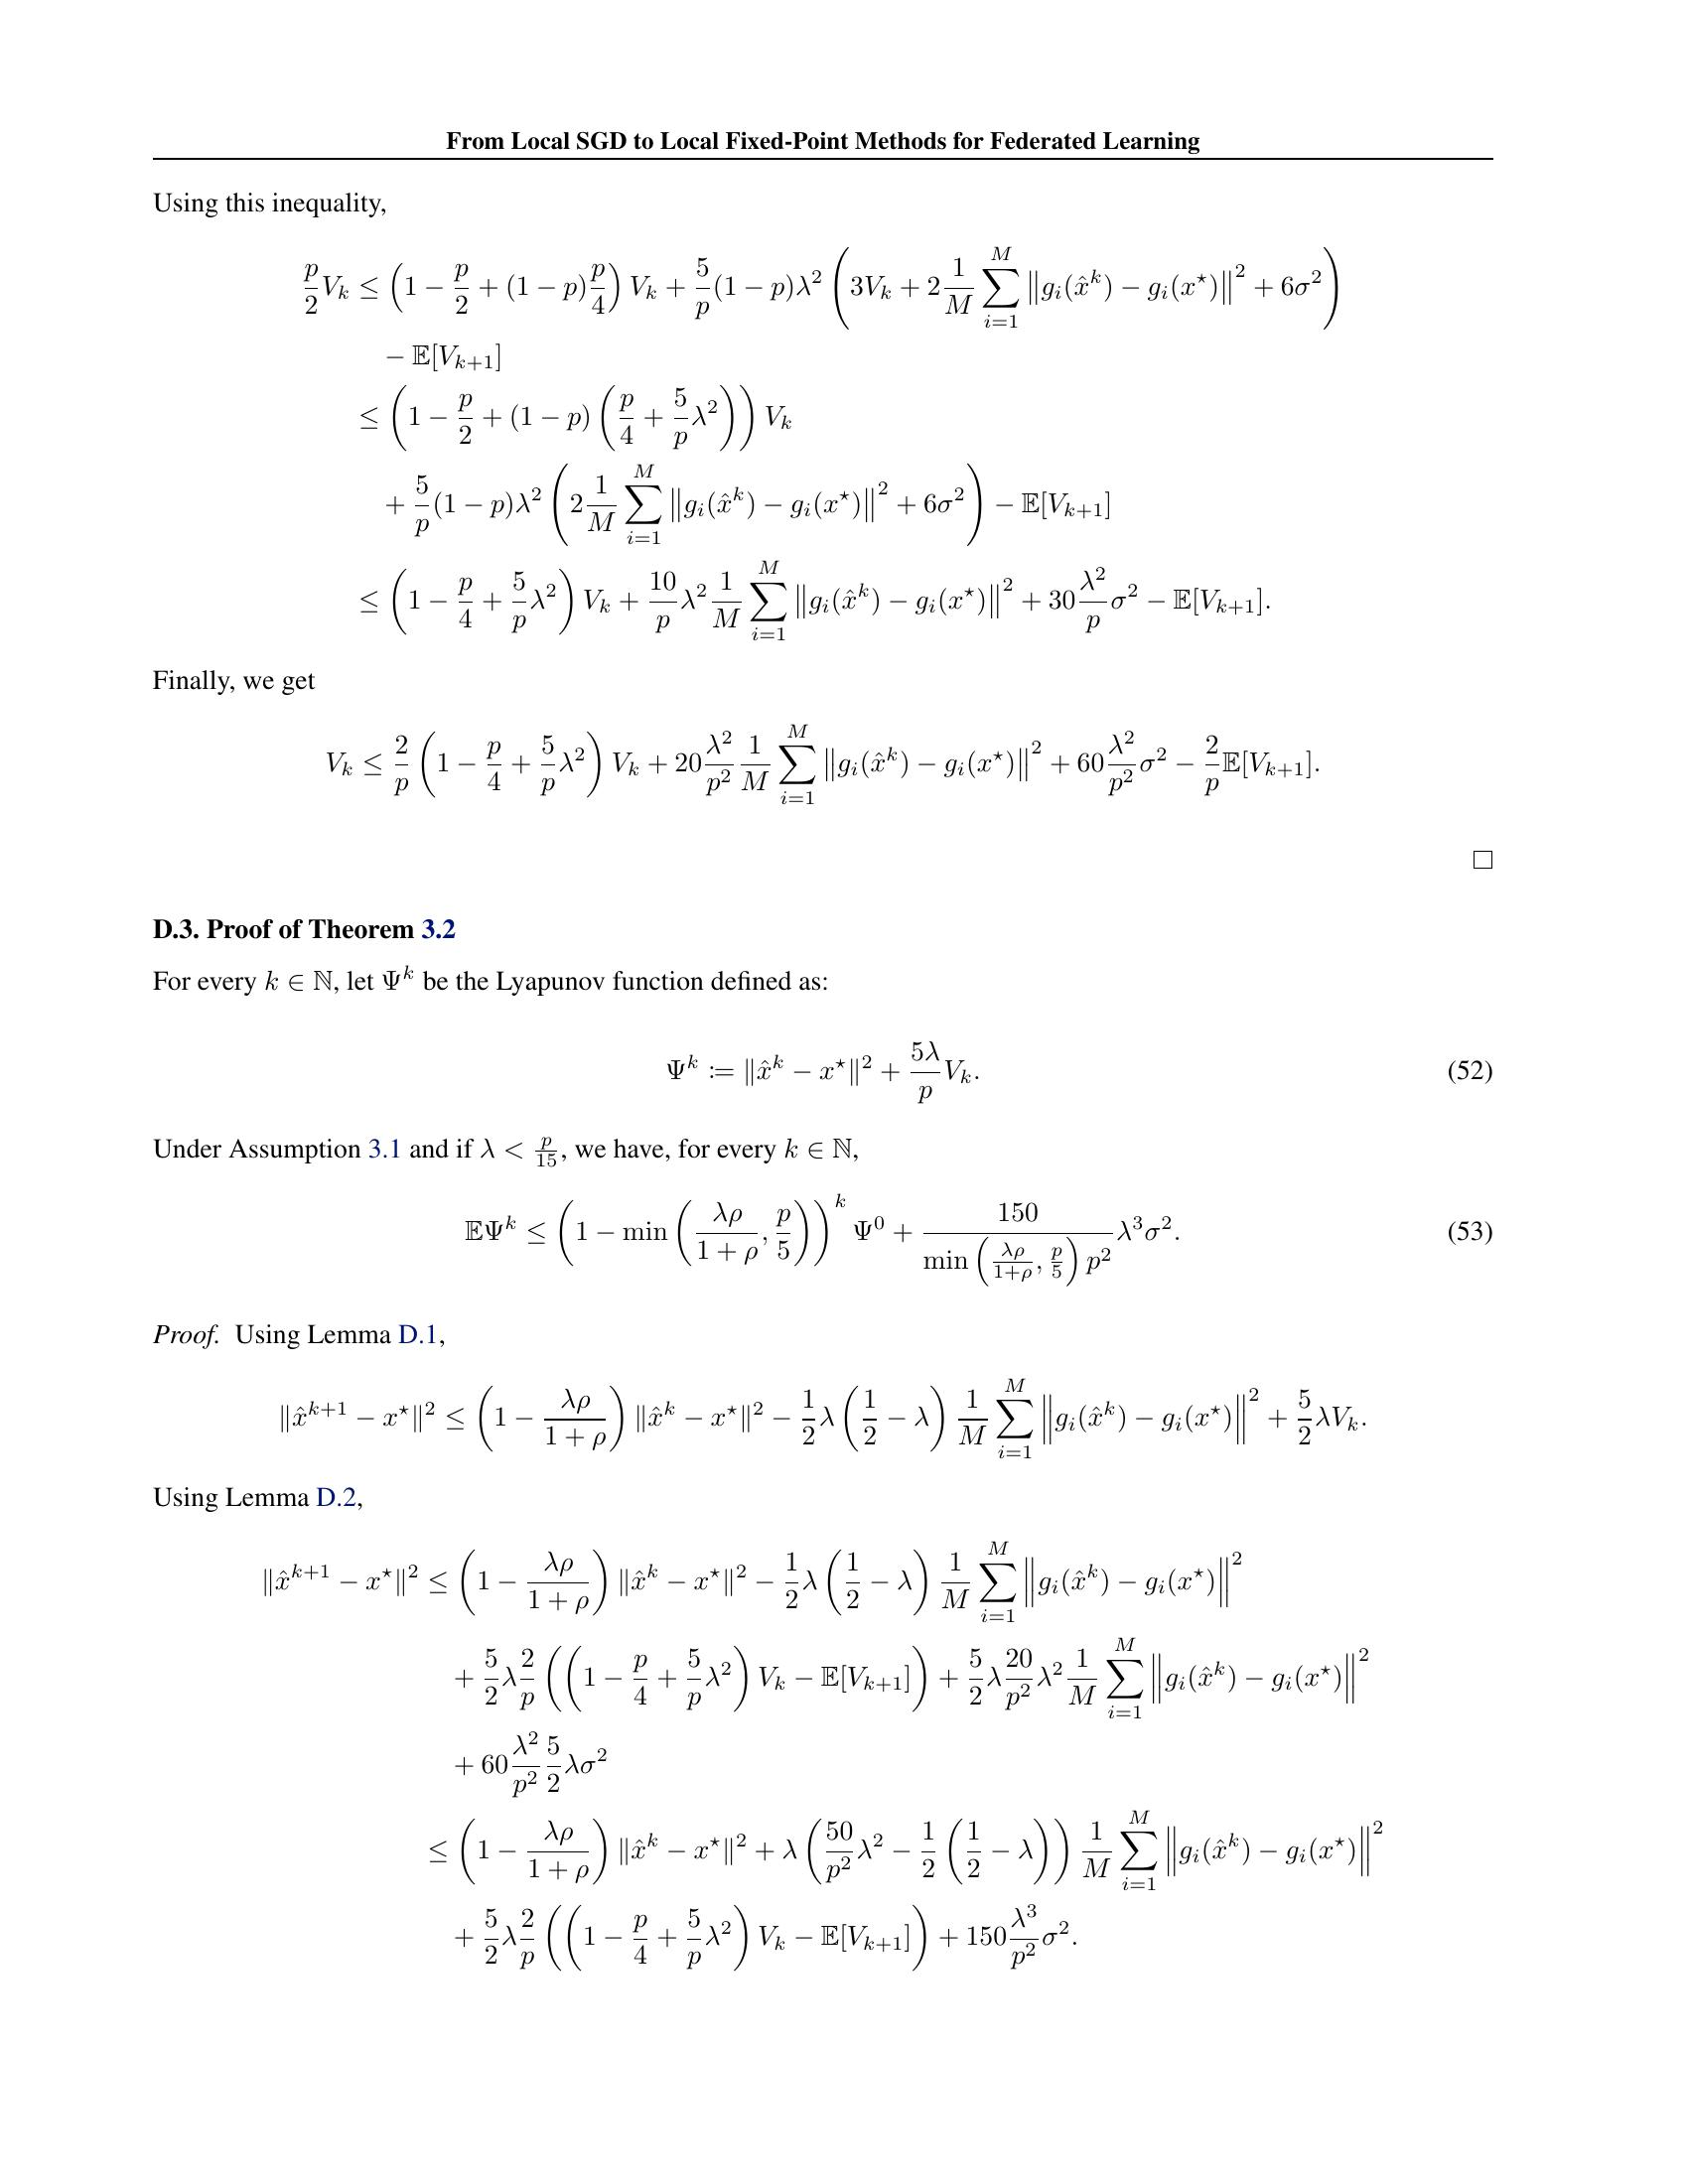 From Local SGD to Local Fixed-Point Methods for Federated Learning
Using this inequality,
$\frac{p}{2}V_k \leq \left(1 - \frac{p}{2} + (1-p)\frac{p}{4}\right)V_k + \frac{5}{p}(1-p)\lambda^2\left(3V_k + 2\frac{1}{M}\sum_{i=1}^{M}\left\|g_i(\hat{x}^k) - g_i(x^\star)\right\|^2 + 6\sigma^2\right)$
$- \mathbb{E}[V_{k+1}]$
$\leq \left(1 - \frac{p}{2} + (1-p)\left(\frac{p}{4} + \frac{5}{p}\lambda^2\right)\right)V_k$
$+ \frac{5}{p}(1-p)\lambda^2\left(2\frac{1}{M}\sum_{i=1}^{M}\left\|g_i(\hat{x}^k) - g_i(x^\star)\right\|^2 + 6\sigma^2\right) - \mathbb{E}[V_{k+1}]$
$\leq \left(1 - \frac{p}{4} + \frac{5}{p}\lambda^2\right)V_k + \frac{10}{p}\lambda^2\frac{1}{M}\sum_{i=1}^{M}\left\|g_i(\hat{x}^k) - g_i(x^\star)\right\|^2 + 30\frac{\lambda^2}{p}\sigma^2 - \mathbb{E}[V_{k+1}].$
Finally, we get
$V_k \leq \frac{2}{p}\left(1 - \frac{p}{4} + \frac{5}{p}\lambda^2\right)V_k + 20\frac{\lambda^2}{p^2}\frac{1}{M}\sum_{i=1}^{M}\left\|g_i(\hat{x}^k) - g_i(x^\star)\right\|^2 + 60\frac{\lambda^2}{p^2}\sigma^2 - \frac{2}{p}\mathbb{E}[V_{k+1}].$
□
D.3. Proof of Theorem 3.2
For every $k \in \mathbb{N}$, let $\Psi^k$ be the Lyapunov function defined as:
$\Psi^k := \|\hat{x}^k - x^\star\|^2 + \frac{5\lambda}{p}V_k.$ (52)
Under Assumption 3.1 and if $\lambda < \frac{p}{15}$, we have, for every $k \in \mathbb{N}$,
$\mathbb{E}\Psi^k \leq \left(1 - \min\left(\frac{\lambda\rho}{1+\rho}, \frac{p}{5}\right)\right)^k \Psi^0 + \frac{150}{\min\left(\frac{\lambda\rho}{1+\rho}, \frac{p}{5}\right)p^2}\lambda^3\sigma^2.$ (53)
Proof. Using Lemma D.1,
$\|\hat{x}^{k+1} - x^\star\|^2 \leq \left(1 - \frac{\lambda\rho}{1+\rho}\right)\|\hat{x}^k - x^\star\|^2 - \frac{1}{2}\lambda\left(\frac{1}{2} - \lambda\right)\frac{1}{M}\sum_{i=1}^{M}\left\|g_i(\hat{x}^k) - g_i(x^\star)\right\|^2 + \frac{5}{2}\lambda V_k.$
Using Lemma D.2,
$\|\hat{x}^{k+1} - x^\star\|^2 \leq \left(1 - \frac{\lambda\rho}{1+\rho}\right)\|\hat{x}^k - x^\star\|^2 - \frac{1}{2}\lambda\left(\frac{1}{2} - \lambda\right)\frac{1}{M}\sum_{i=1}^{M}\left\|g_i(\hat{x}^k) - g_i(x^\star)\right\|^2$
$+ \frac{5}{2}\lambda\frac{2}{p}\left(\left(1 - \frac{p}{4} + \frac{5}{p}\lambda^2\right)V_k - \mathbb{E}[V_{k+1}]\right) + \frac{5}{2}\lambda\frac{20}{p^2}\lambda^2\frac{1}{M}\sum_{i=1}^{M}\left\|g_i(\hat{x}^k) - g_i(x^\star)\right\|^2$
$+ 60\frac{\lambda^2}{p^2}\frac{5}{2}\lambda\sigma^2$
$\leq \left(1 - \frac{\lambda\rho}{1+\rho}\right)\|\hat{x}^k - x^\star\|^2 + \lambda\left(\frac{50}{p^2}\lambda^2 - \frac{1}{2}\left(\frac{1}{2} - \lambda\right)\right)\frac{1}{M}\sum_{i=1}^{M}\left\|g_i(\hat{x}^k) - g_i(x^\star)\right\|^2$
$+ \frac{5}{2}\lambda\frac{2}{p}\left(\left(1 - \frac{p}{4} + \frac{5}{p}\lambda^2\right)V_k - \mathbb{E}[V_{k+1}]\right) + 150\frac{\lambda^3}{p^2}\sigma^2.$